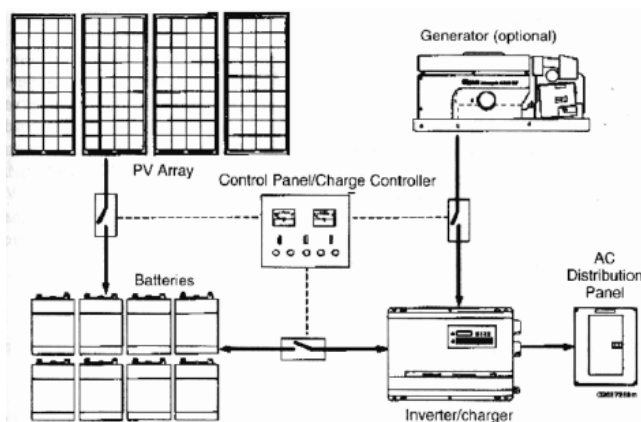 Generator (optional)
PV Array
Control Panel/Charge Controller
Batteries
AC
Distribution
Panel
Inverter/charger